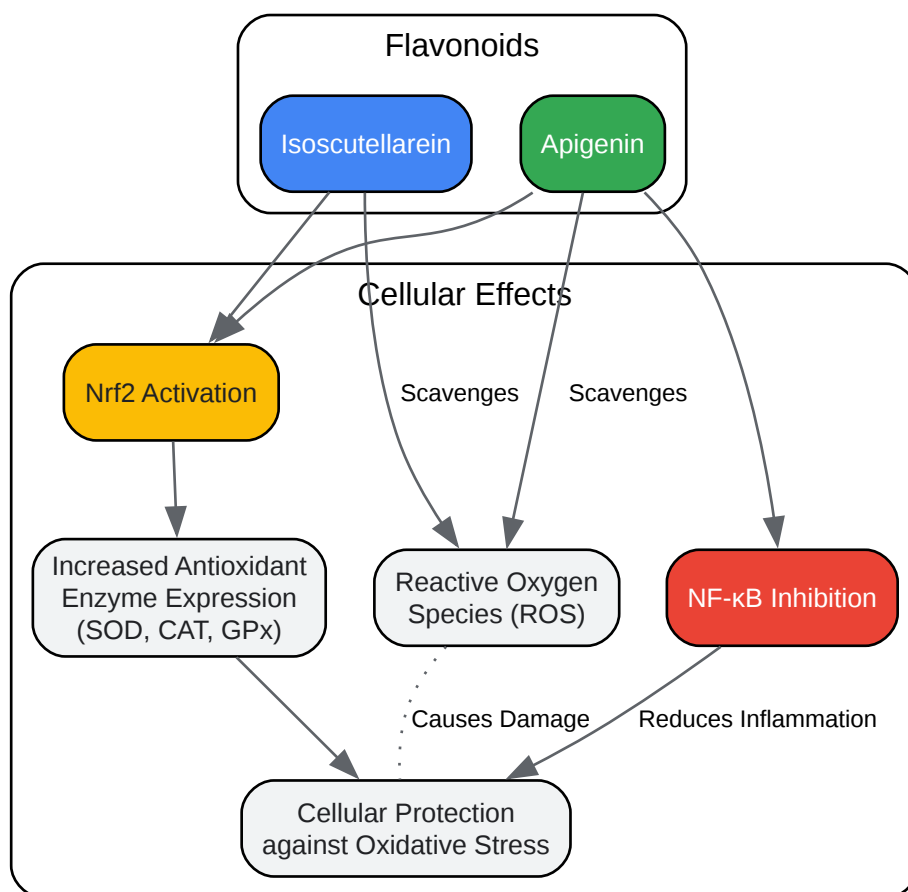 Flavonoids
Isoscutellarein
Apigenin
Cellular Effects
Nrf2 Activation
Scavenges
Scavenges
Increased Antioxidant
Enzyme Expression
(SOD, CAT, GPx)
Reactive Oxygen
Species (ROS)
NF-κB Inhibition
Causes Damage
Reduces Inflammation
Cellular Protection
against Oxidative Stress